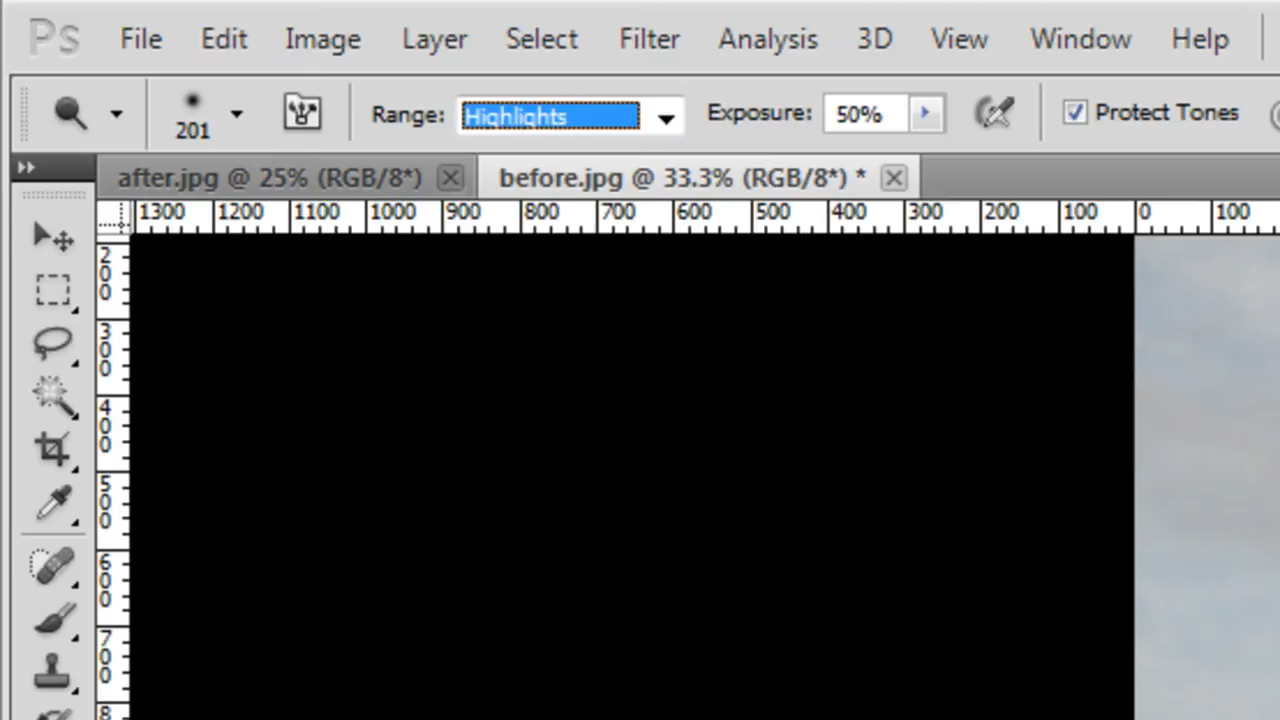 Ps File Edit Image Layer Select Filter Analysis 3D View Window Help
201 Range: Highlights Exposure: 50% Protect Tones
after.jpg @ 25% (RGB/8*) before.jpg @ 33.3% (RGB/8*) *
1300 1200 1100 1000 900 800 700 600 500 400 300 200 100 0 100
200
300
400
500
600
700
8